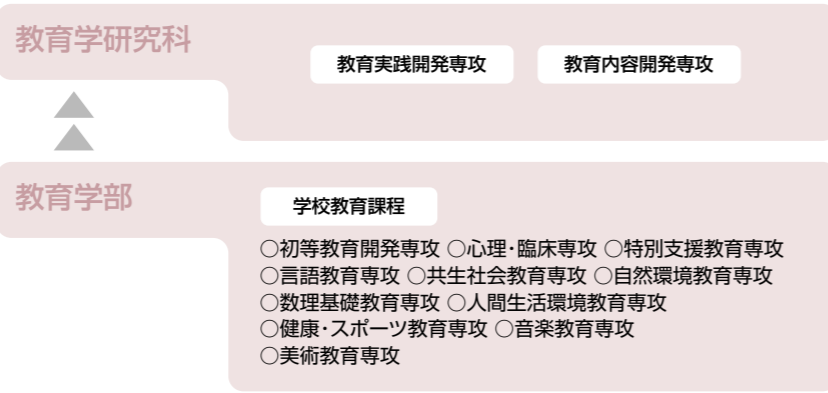 教育学研究科
教育実践開発専攻 教育内容開発専攻
教育学部
学校教育課程
○初等教育開発専攻 ○心理・臨床専攻 ○特別支援教育専攻
○言語教育専攻 ○共生社会教育専攻 ○自然環境教育専攻
○数理基礎教育専攻 ○人間生活環境教育専攻
○健康・スポーツ教育専攻 ○音楽教育専攻
○美術教育専攻